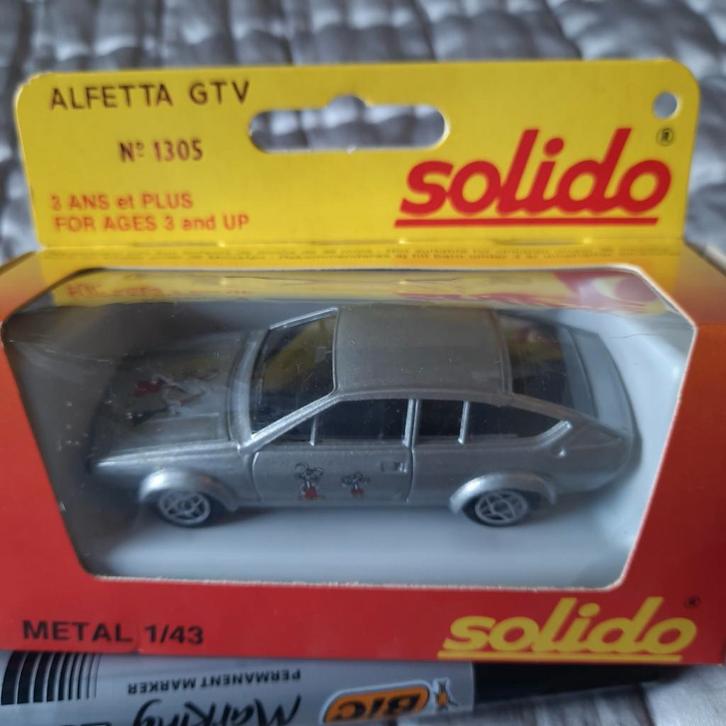 ALFETTA GTV
Nº 1305
3 ANS et PLUS
FOR AGES 3 and UP
solido®
METAL 1/43
solido®
PERMANENT MARKER
Marking
BIC